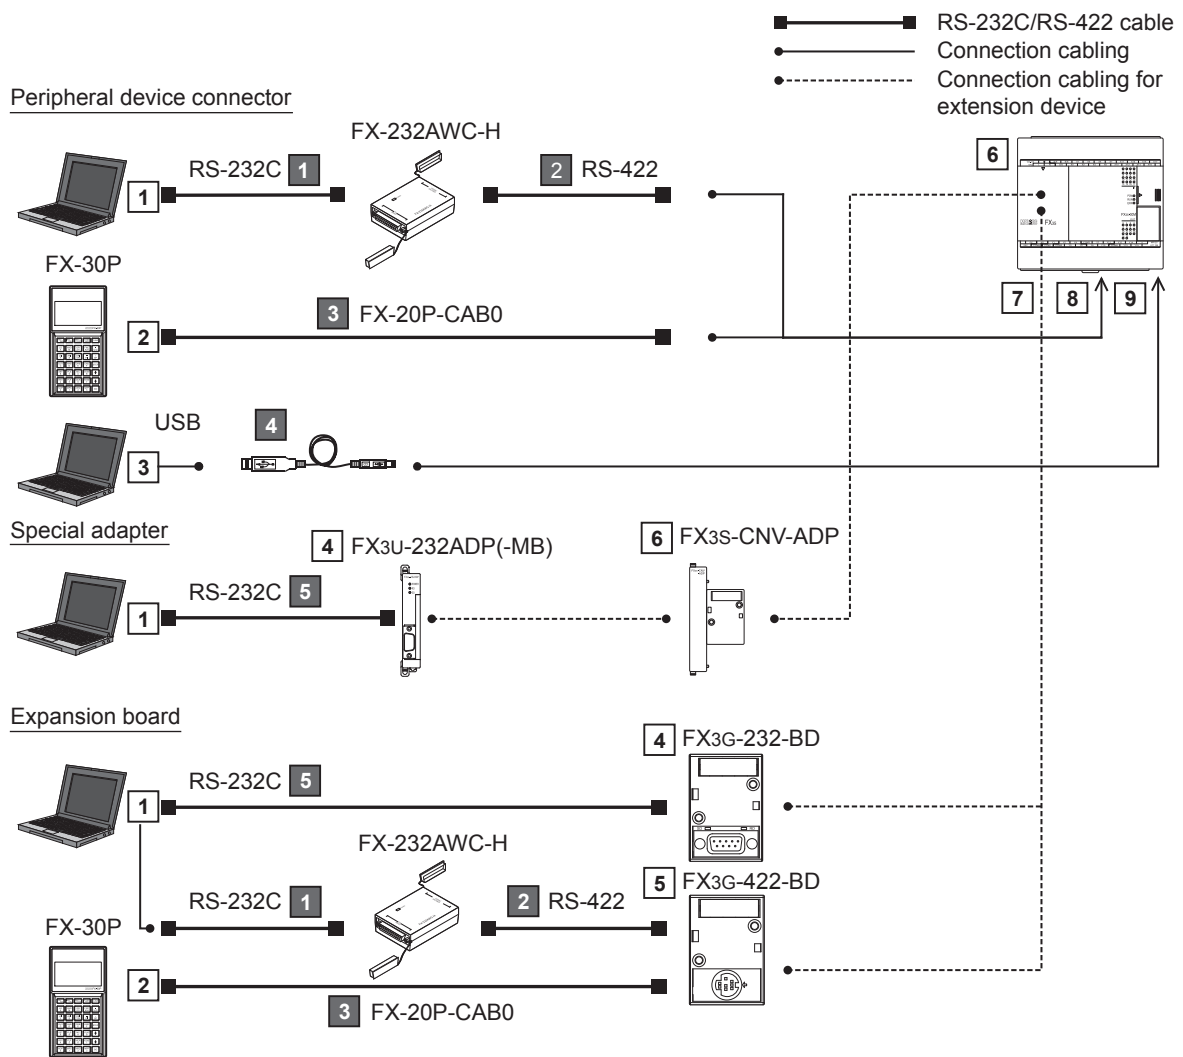 RS-232C/RS-422 cable
Connection cabling
Connection cabling for
extension device
Peripheral device connector
FX-232AWC-H
6
RS-232C 1
2 RS-422
1
FX-30P
7 8 9
3 FX-20P-CAB0
2
USB 4
3
Special adapter
4 FX3U-232ADP(-MB)
6 FX3S-CNV-ADP
RS-232C 5
1
Expansion board
4 FX3G-232-BD
RS-232C 5
1
FX-232AWC-H
5 FX3G-422-BD
RS-232C 1
2 RS-422
FX-30P
2
3 FX-20P-CAB0